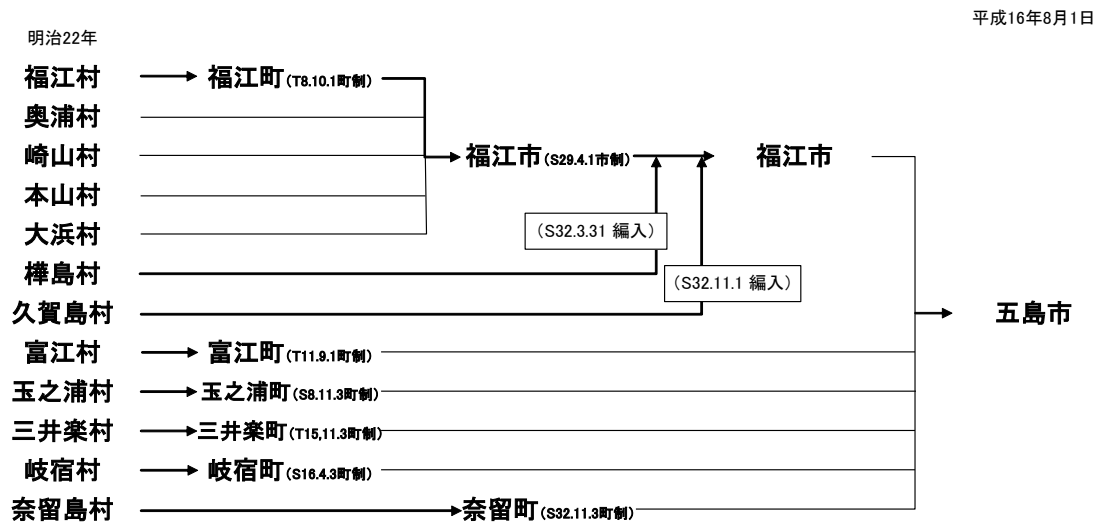 平成16年8月1日
明治22年
福江村 福江町(T8.10.1町制)
奥浦村
崎山村 福江市(S29.4.1市制) 福江市
本山村
大浜村 (S32.3.31 編入)
樺島村 (S32.11.1 編入)
久賀島村 五島市
富江村 富江町(T11.9.1町制)
玉之浦村 玉之浦町(S8.11.3町制)
三井楽村 三井楽町(T15,11.3町制)
岐宿村 岐宿町(S16.4.3町制)
奈留島村 奈留町(S32.11.3町制)